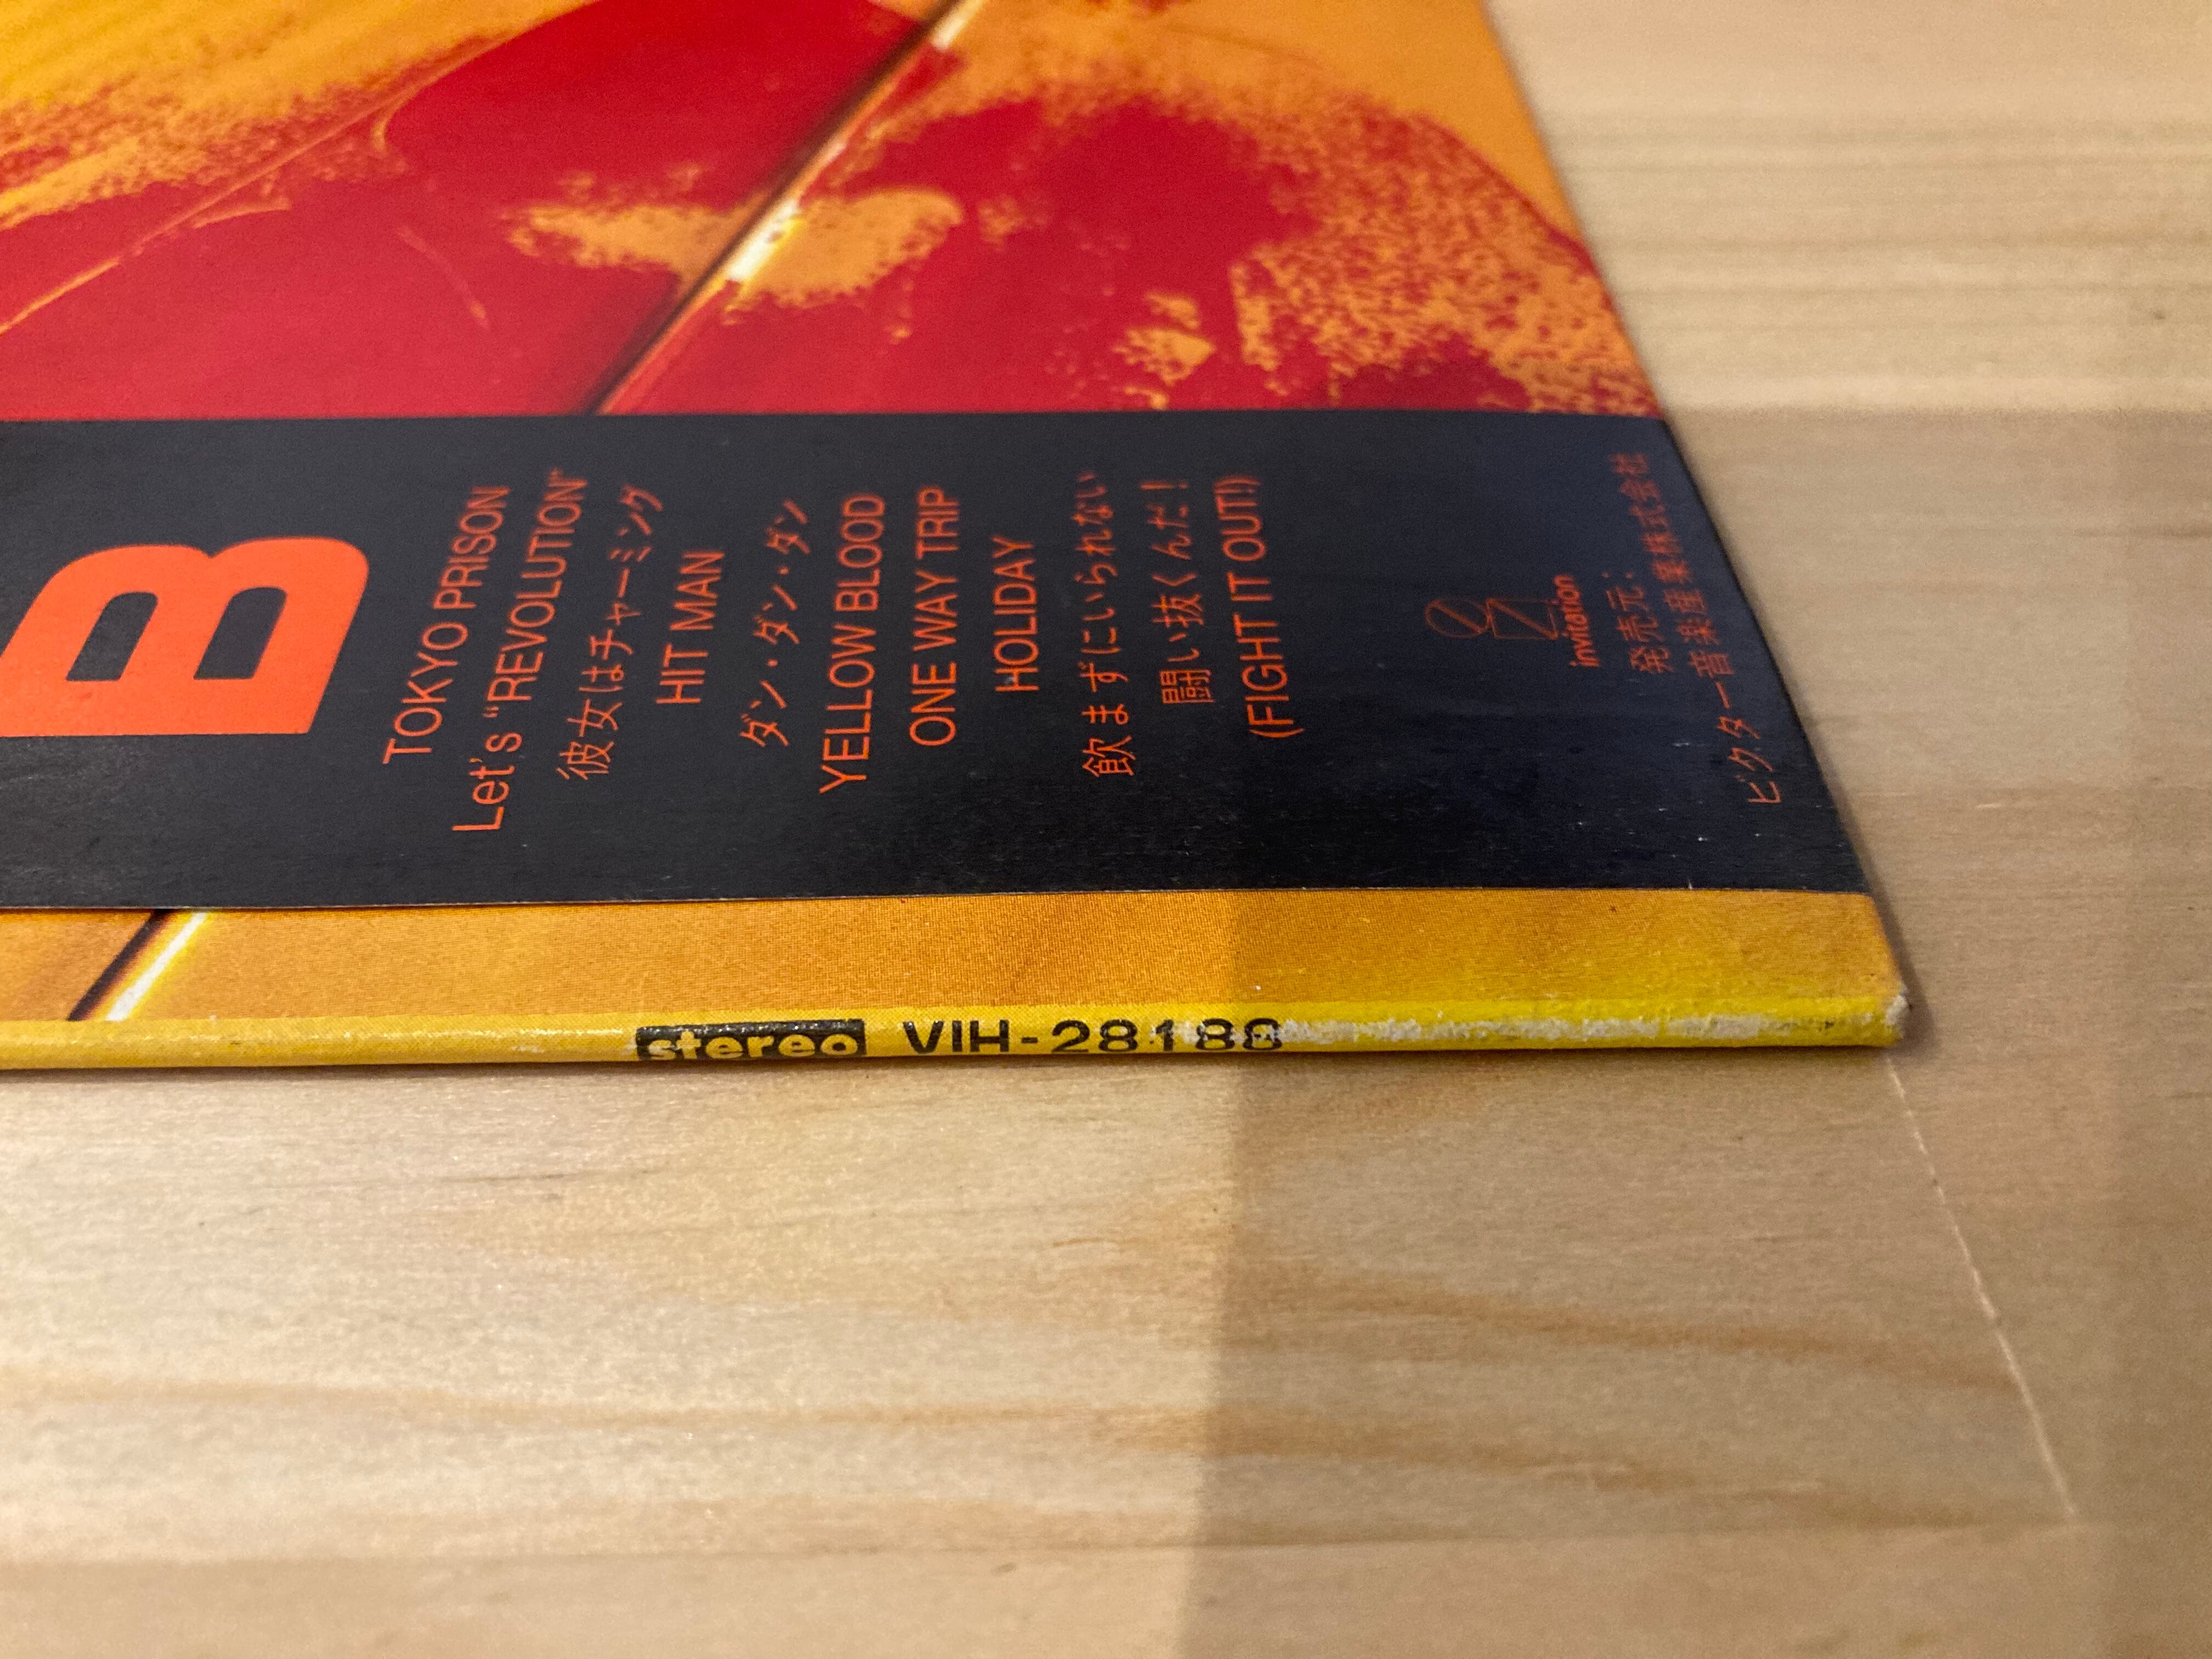 B
TOKYO PRISON
Let's "REVOLUTION"
彼女はチャーミング
HIT MAN
ダン・ダン・ダン
YELLOW BLOOD
ONE WAY TRIP
HOLIDAY
飲まずにいられない
闘い抜くんだ!
(FIGHT IT OUT!)
invitation
発売元:
ビクター音楽産業株式会社
stereo VIH-28188